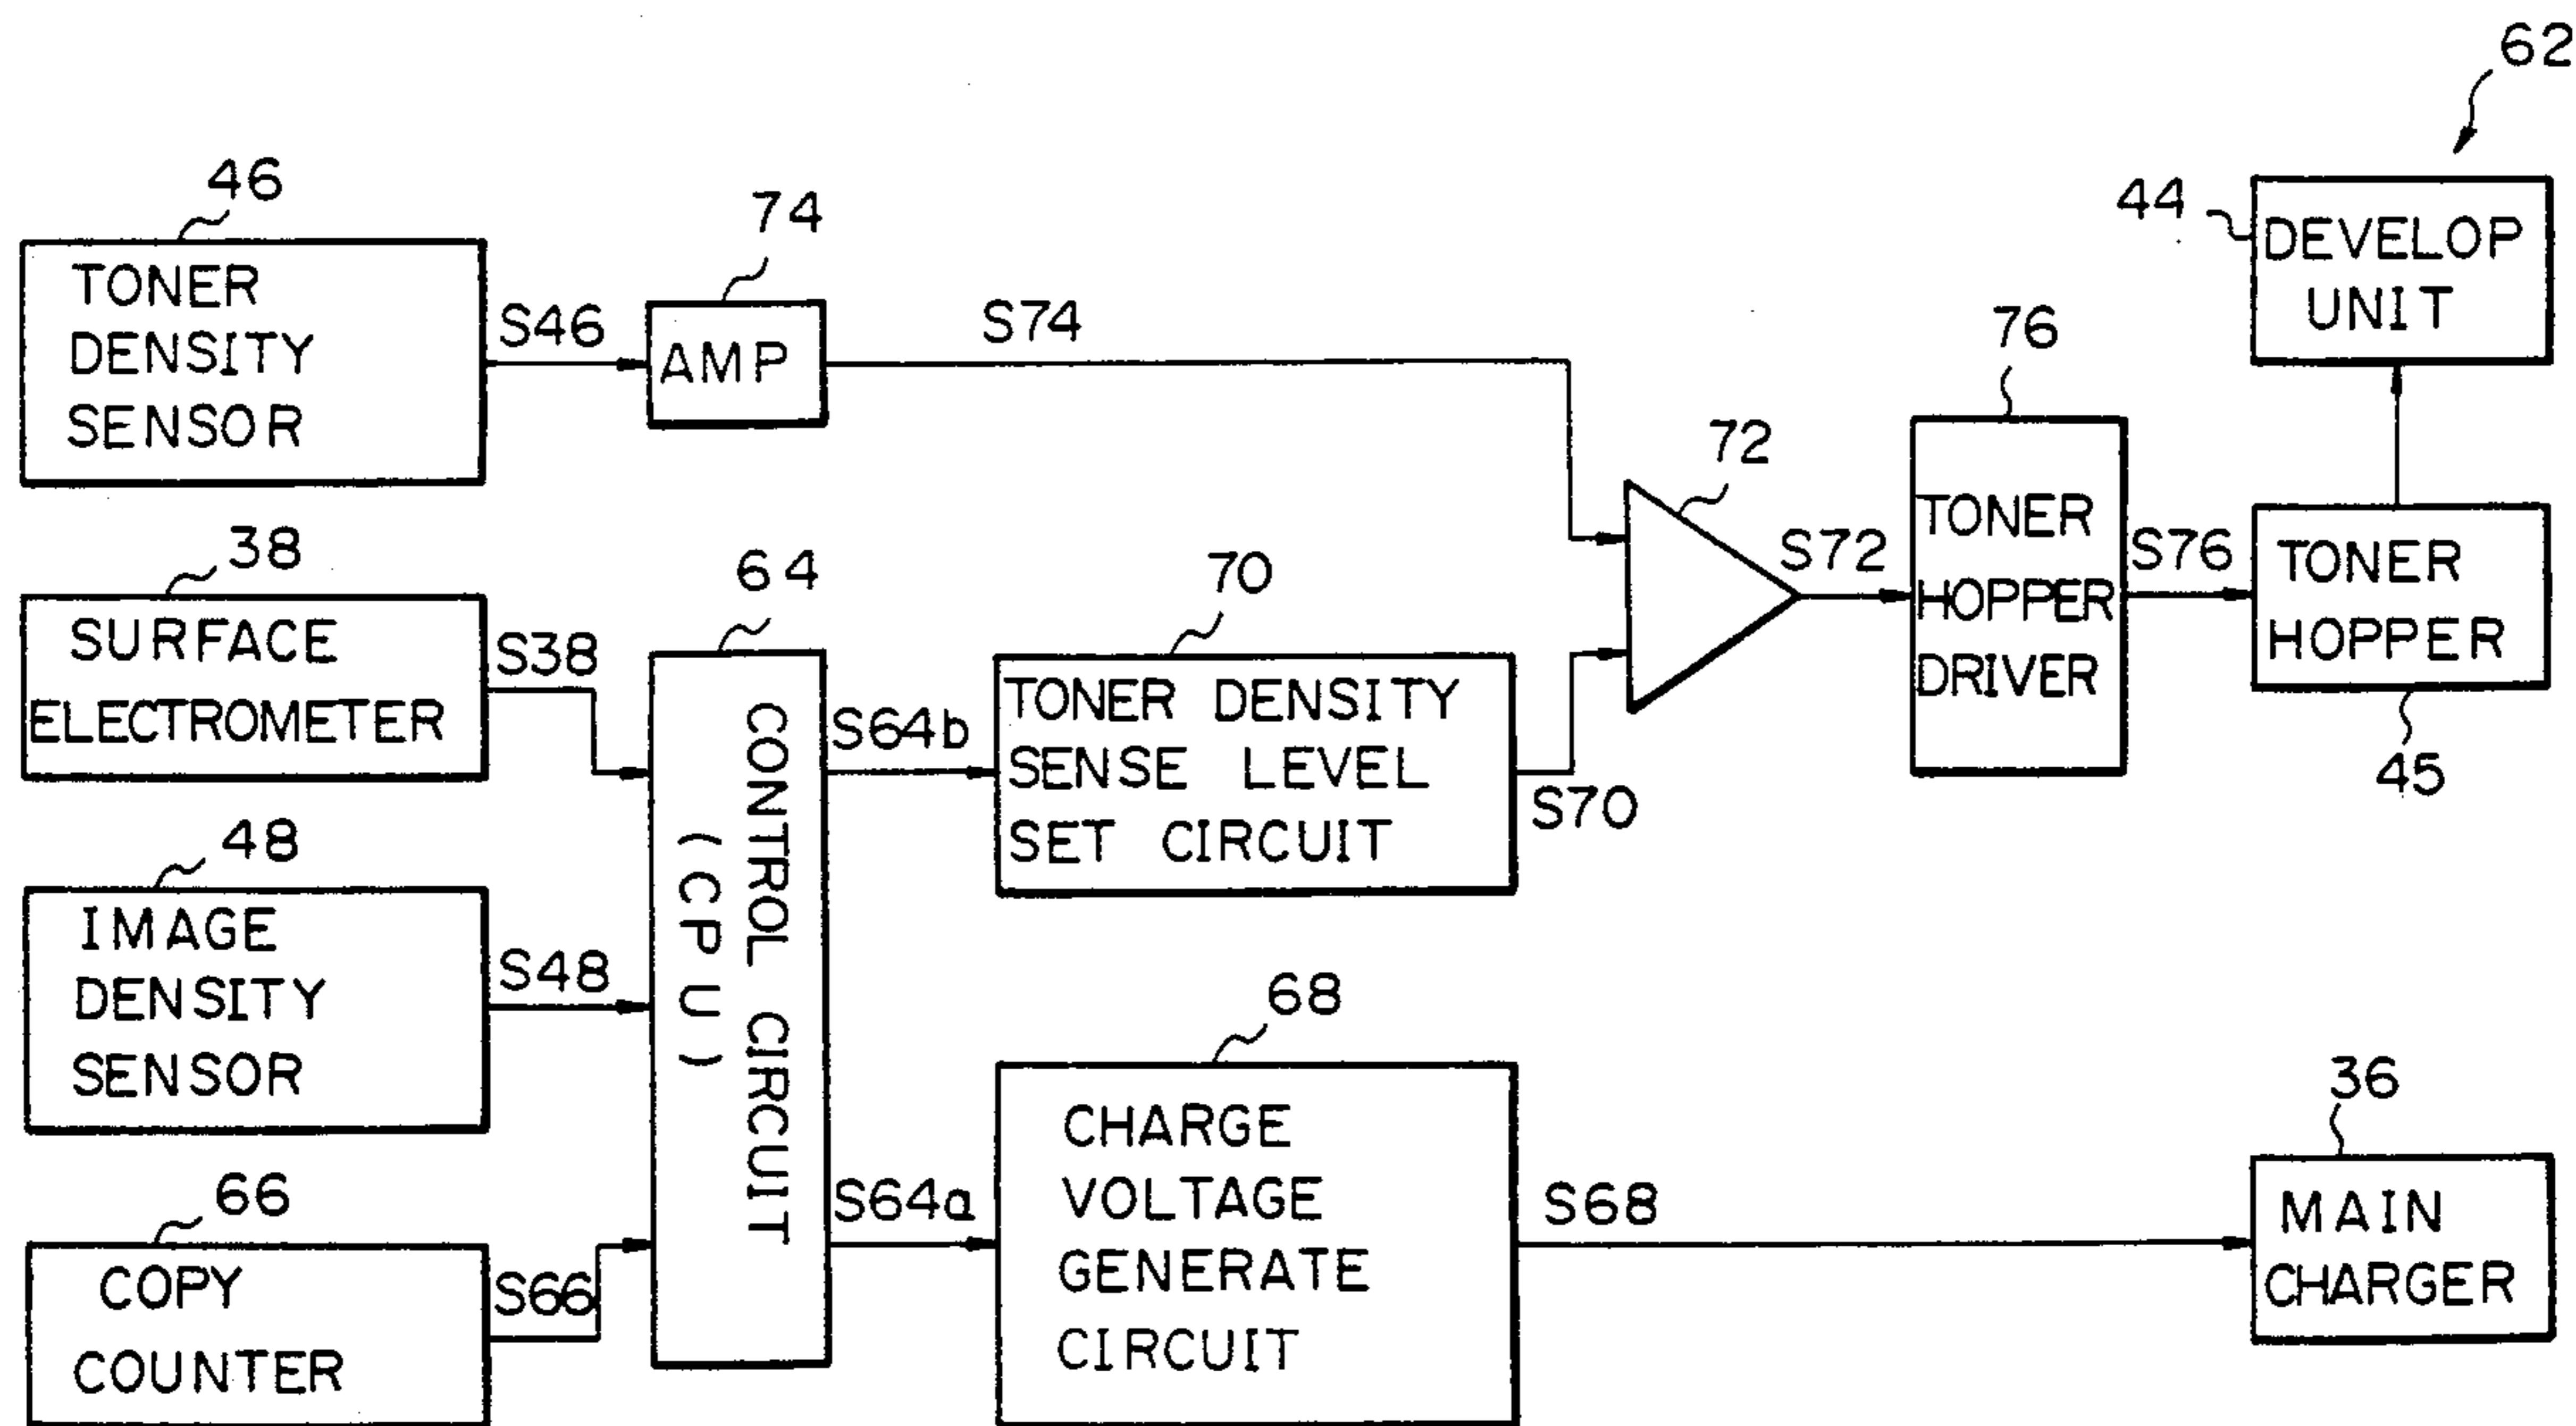 62
46
TONER
DENSITY
SENSOR
S46
74
AMP
S74
44
DEVELOP
UNIT
76
TONER
HOPPER
DRIVER
72
S72
S76
TONER
HOPPER
45
38
SURFACE
ELECTROMETER
S38
64
CONTROL CIRCUIT
(CPU)
S64b
70
TONER DENSITY
SENSE LEVEL
SET CIRCUIT
S70
48
IMAGE
DENSITY
SENSOR
S48
66
COPY
COUNTER
S66
S64a
68
CHARGE
VOLTAGE
GENERATE
CIRCUIT
S68
36
MAIN
CHARGER